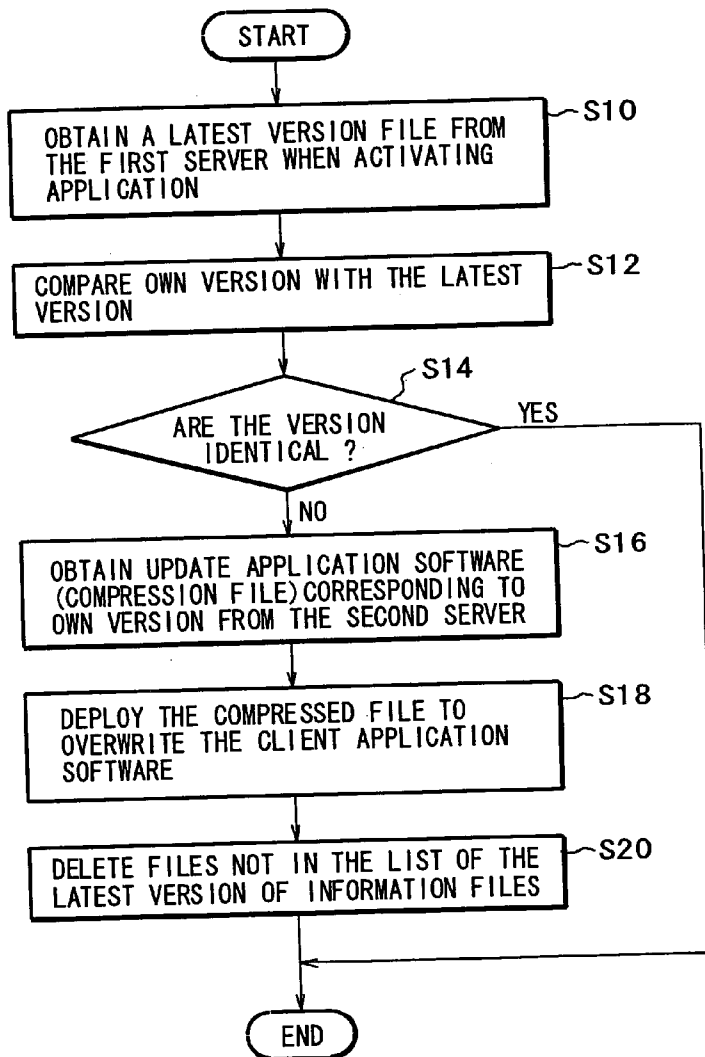 START
S10
OBTAIN A LATEST VERSION FILE FROM
THE FIRST SERVER WHEN ACTIVATING
APPLICATION
S12
COMPARE OWN VERSION WITH THE LATEST
VERSION
S14
ARE THE VERSION
IDENTICAL ?
YES
NO
S16
OBTAIN UPDATE APPLICATION SOFTWARE
(COMPRESSION FILE)CORRESPONDING TO
OWN VERSION FROM THE SECOND SERVER
S18
DEPLOY THE COMPRESSED FILE TO
OVERWRITE THE CLIENT APPLICATION
SOFTWARE
S20
DELETE FILES NOT IN THE LIST OF THE
LATEST VERSION OF INFORMATION FILES
END